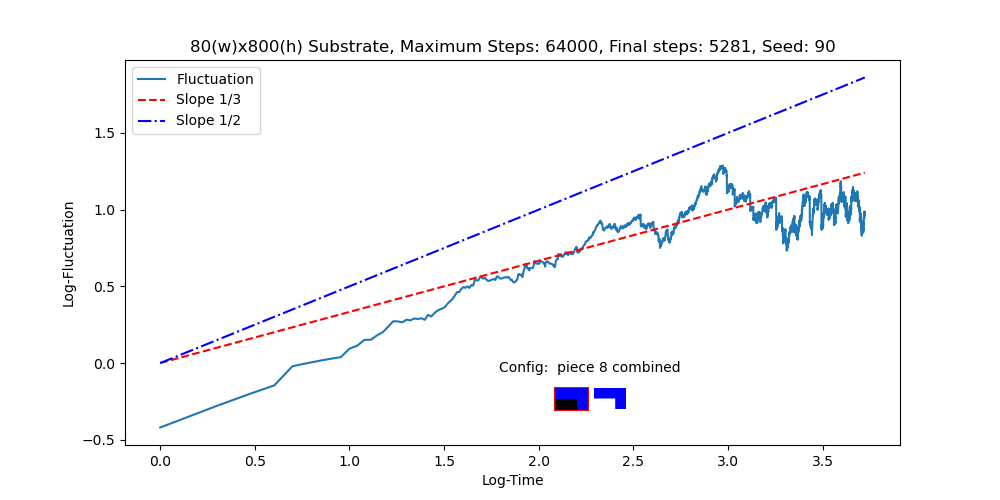 80(w)x800(h) Substrate, Maximum Steps: 64000, Final steps: 5281, Seed: 90
Fluctuation
Slope 1/3
Slope 1/2
1.5
1.0
0.5
0.0
−0.5
Log-Fluctuation
Config:  piece 8 combined
0.0 0.5 1.0 1.5 2.0 2.5 3.0 3.5
Log-Time